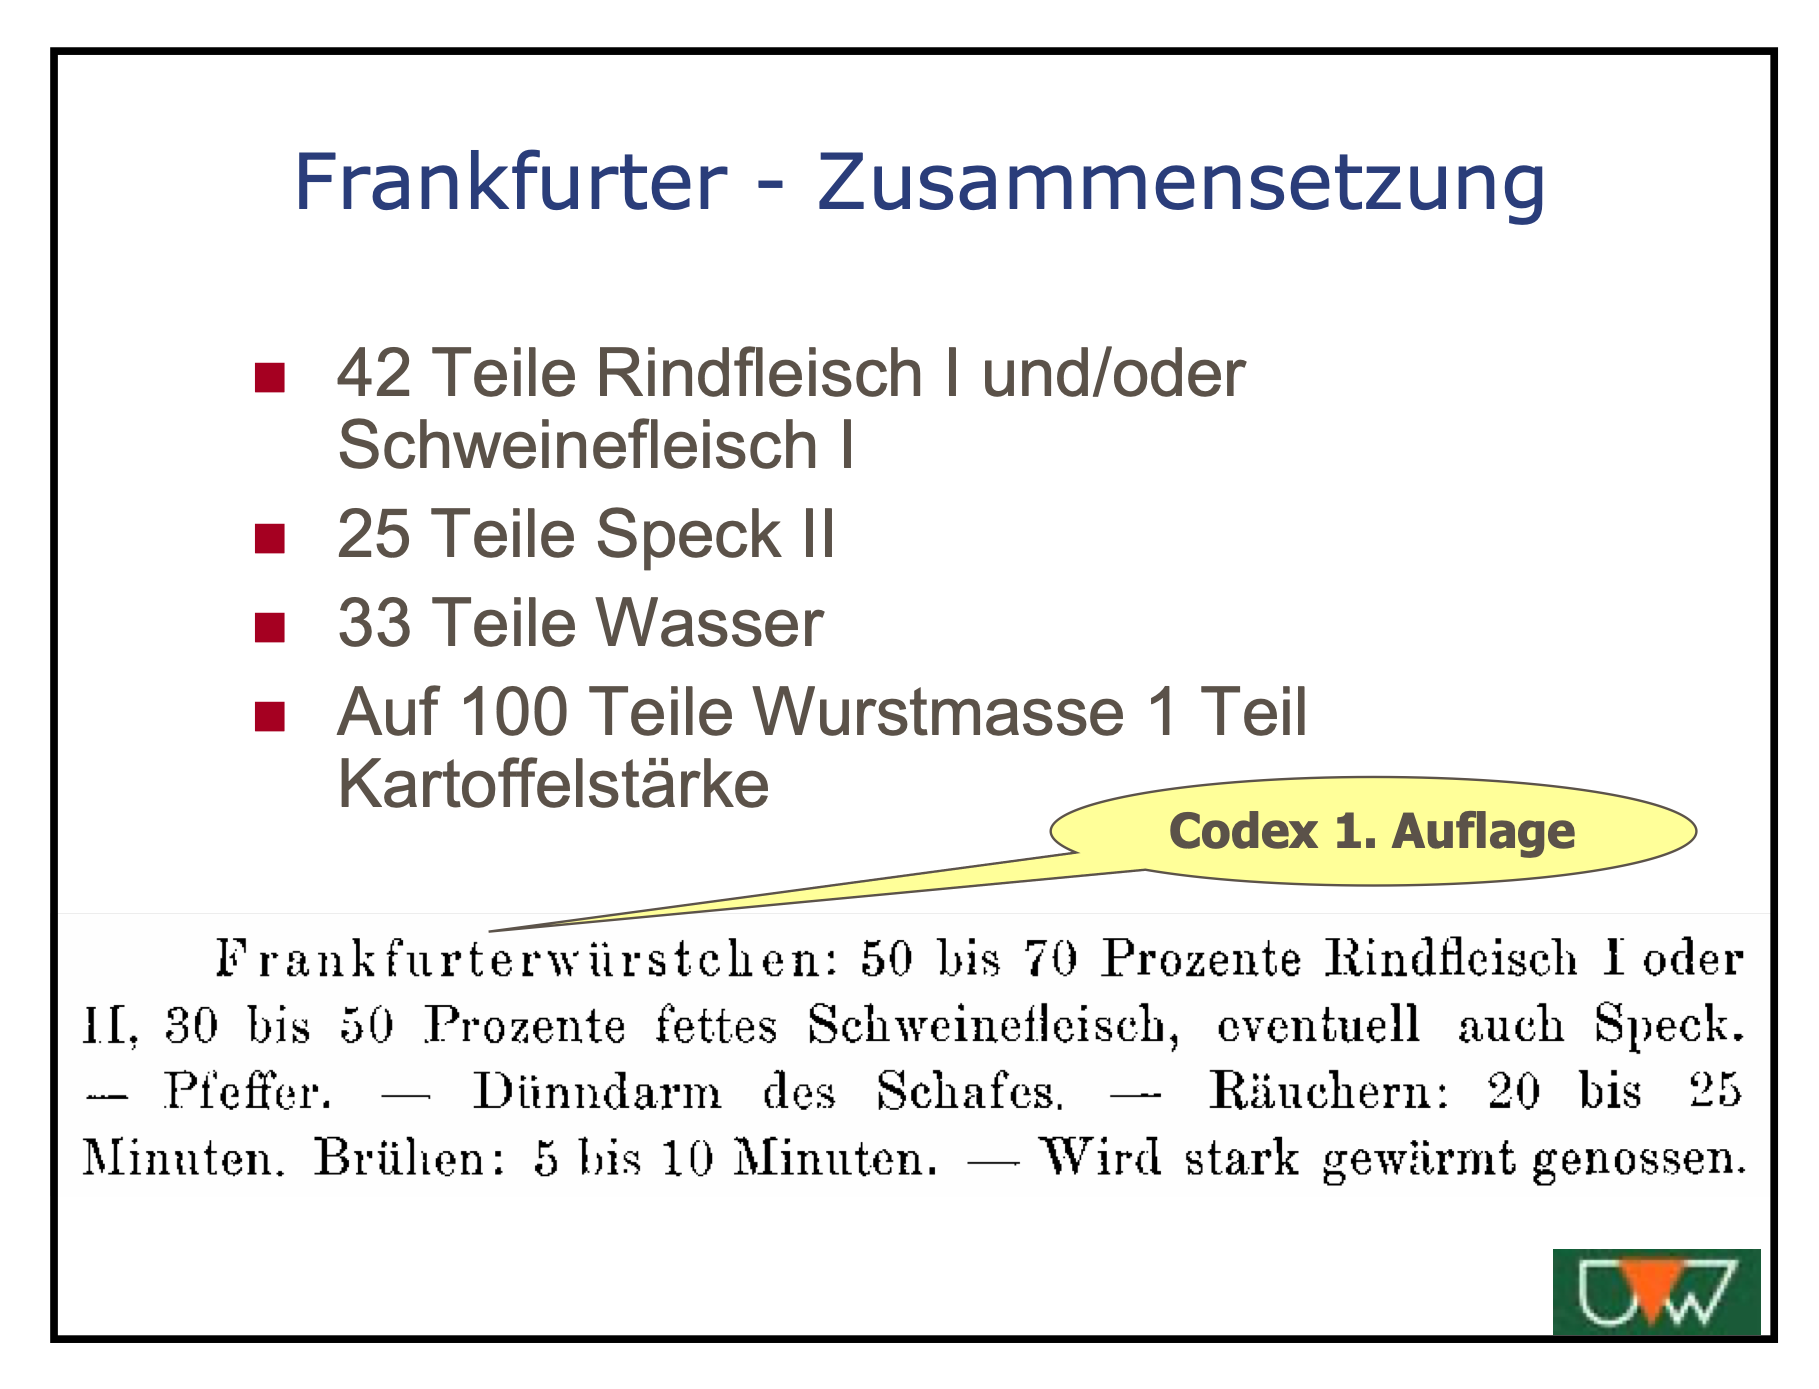 Frankfurter - Zusammensetzung
42 Teile Rindfleisch I und/oder
Schweinefleisch I
25 Teile Speck II
33 Teile Wasser
Auf 100 Teile Wurstmasse 1 Teil
Kartoffelstärke
Codex 1. Auflage
Frankfurterwürstchen: 50 bis 70 Prozente Rindfleisch I oder
II, 30 bis 50 Prozente fettes Schweinefleisch, eventuell auch Speck.
— Pfeffer. — Dünndarm des Schafes. — Räuchern: 20 bis 25
Minuten. Brühen: 5 bis 10 Minuten. — Wird stark gewärmt genossen.
UVW